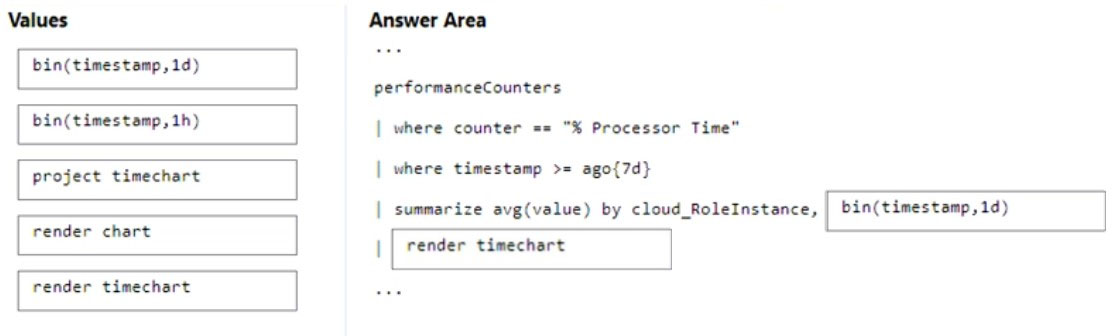 Values
bin(timestamp,1d)
bin(timestamp,1h)
project timechart
render chart
render timechart
Answer Area
...
performanceCounters
| where counter == "% Processor Time"
| where timestamp >= ago{7d}
| summarize avg(value) by cloud_RoleInstance, bin(timestamp,1d)
| render timechart
...